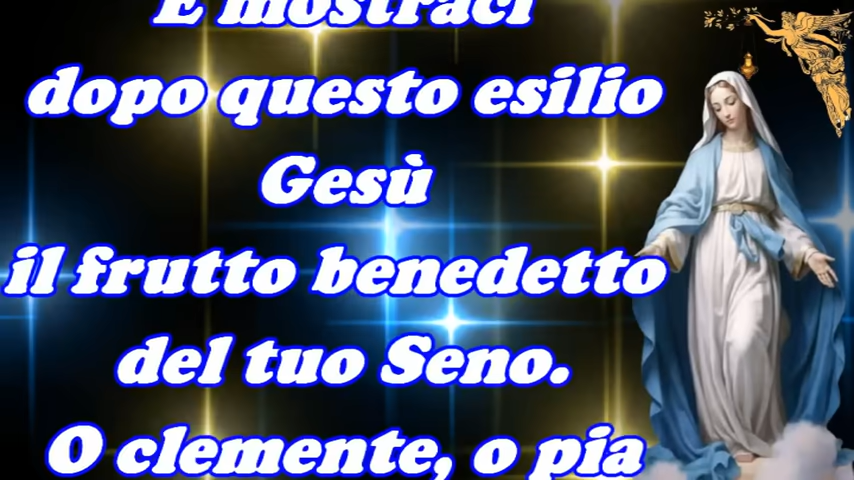 E mostraci
dopo questo esilio
Gesù
il frutto benedetto
del tuo Seno.
O clemente, o pia